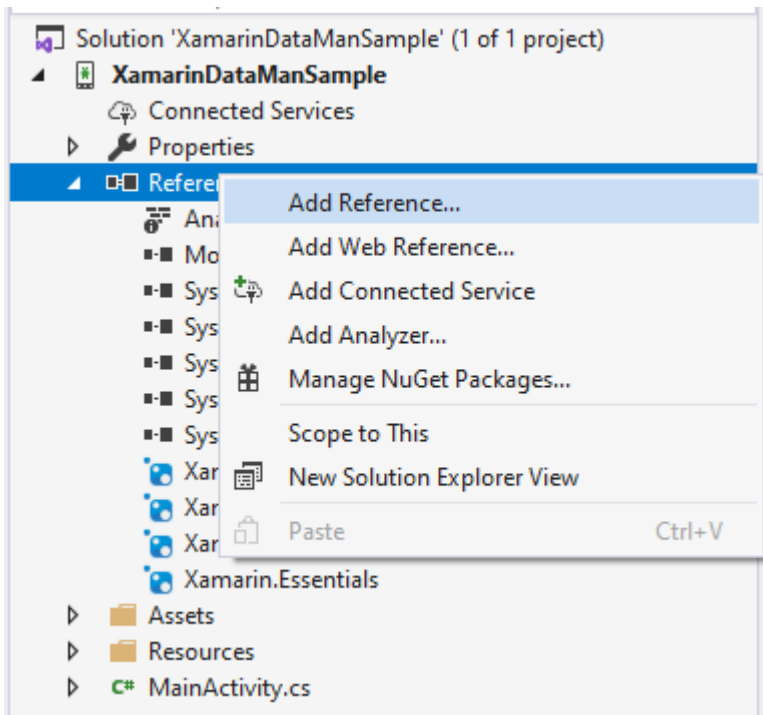 Solution 'XamarinDataManSample' (1 of 1 project)
XamarinDataManSample
Connected Services
Properties
Add Reference...
Add Web Reference...
Add Connected Service
Add Analyzer...
Manage NuGet Packages...
Scope to This
New Solution Explorer View
Paste Ctrl+V
Xamarin.Essentials
Assets
Resources
C# MainActivity.cs